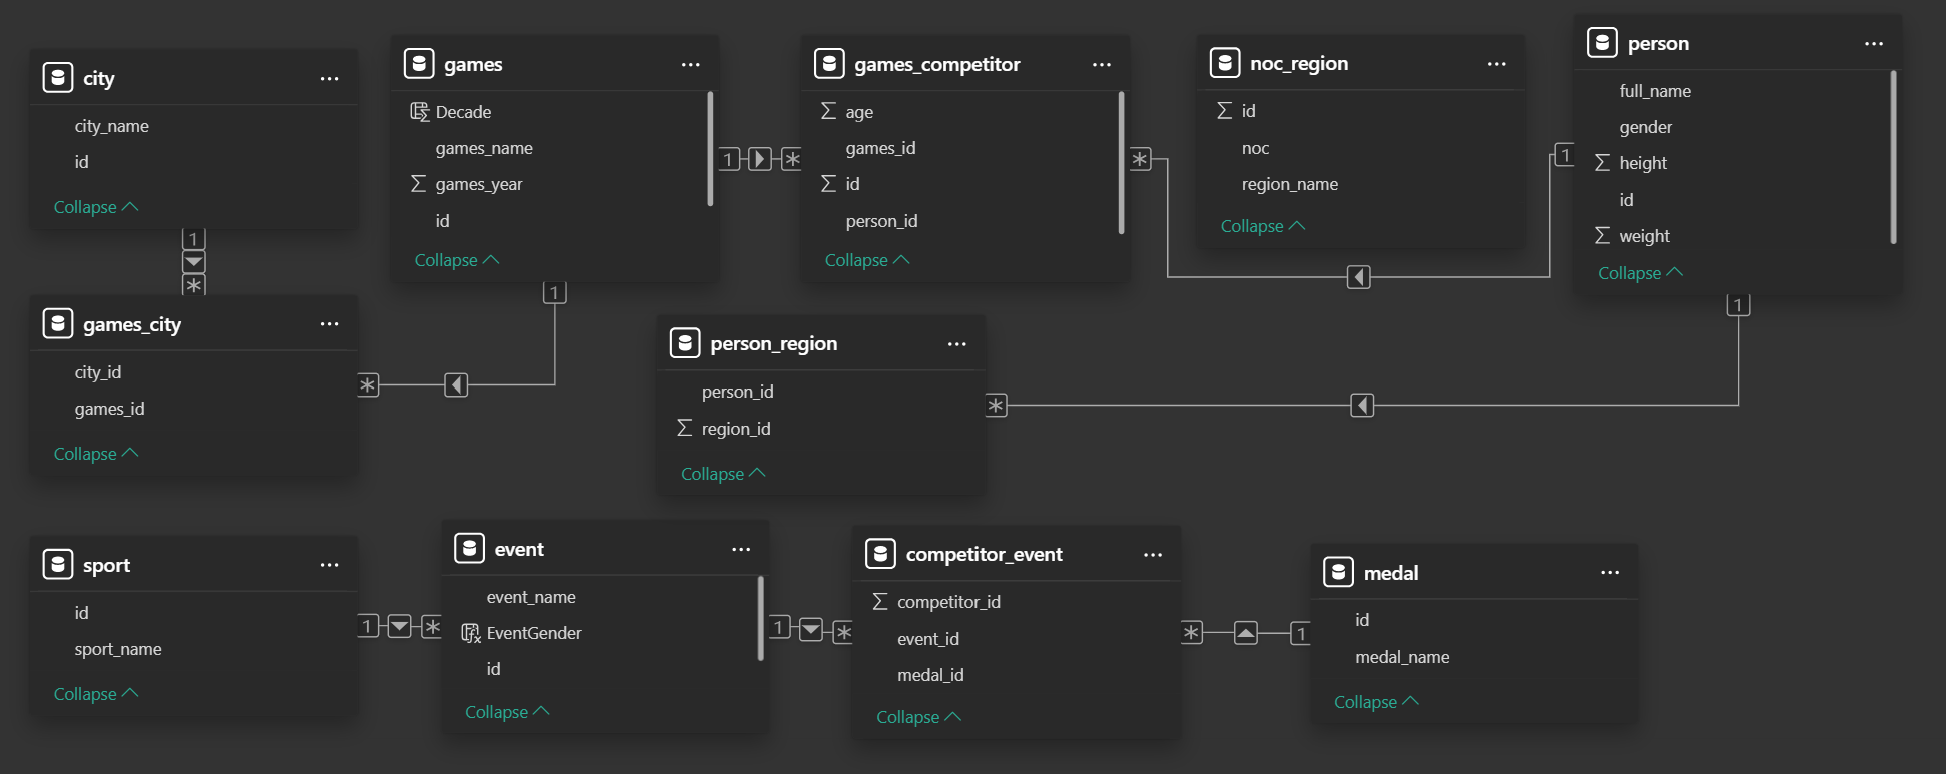 city
...
city_name
id
Collapse
games
...
Decade
games_name
games_year
id
Collapse
games_competitor
...
age
games_id
id
person_id
Collapse
noc_region
...
id
noc
region_name
Collapse
person
...
full_name
gender
height
id
weight
Collapse
1
*
1
*
*
1
1
1
games_city
...
city_id
games_id
Collapse
*
person_region
...
person_id
region_id
Collapse
*
sport
...
id
sport_name
Collapse
1
*
event
...
event_name
EventGender
id
Collapse
1
*
competitor_event
...
competitor_id
event_id
medal_id
Collapse
*
1
medal
...
id
medal_name
Collapse